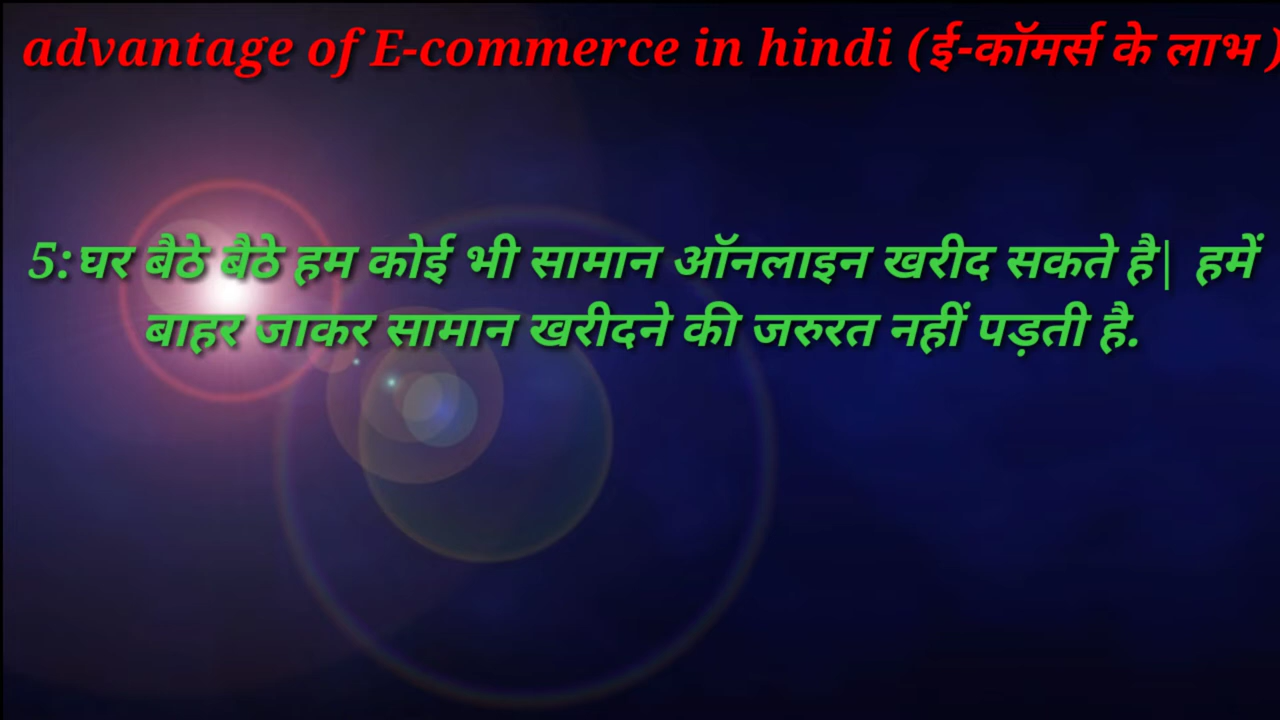 advantage of E-commerce in hindi (ई-कॉमर्स के लाभ )
5:घर बैठे बैठे हम कोई भी सामान ऑनलाइन खरीद सकते है| हमें
बाहर जाकर सामान खरीदने की जरुरत नहीं पड़ती है.